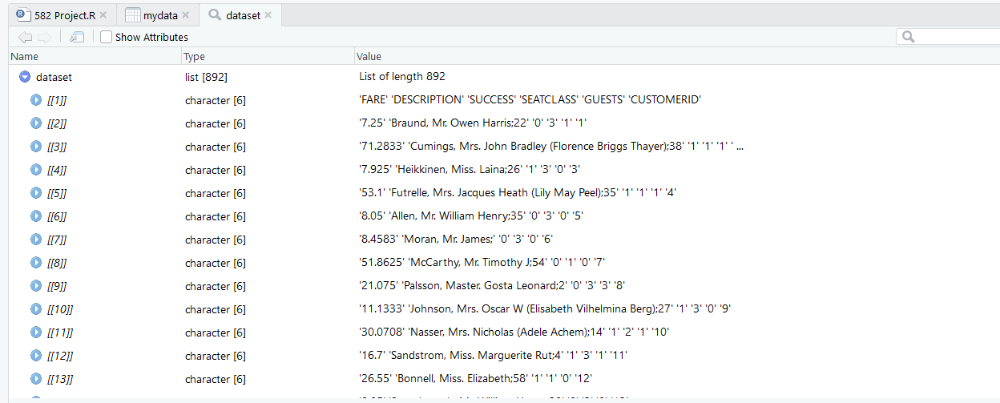 582 Project.R mydata dataset
Show Attributes
Name Type Value
dataset list [892] List of length 892
[[1]] character [6] 'FARE' 'DESCRIPTION' 'SUCCESS' 'SEATCLASS' 'GUESTS' 'CUSTOMERID'
[[2]] character [6] '7.25' 'Braund, Mr. Owen Harris;22' '0' '3' '1' '1'
[[3]] character [6] '71.2833' 'Cumings, Mrs. John Bradley (Florence Briggs Thayer);38' '1' '1' '1' ' ...
[[4]] character [6] '7.925' 'Heikkinen, Miss. Laina;26' '1' '3' '0' '3'
[[5]] character [6] '53.1' 'Futrelle, Mrs. Jacques Heath (Lily May Peel);35' '1' '1' '1' '4'
[[6]] character [6] '8.05' 'Allen, Mr. William Henry;35' '0' '3' '0' '5'
[[7]] character [6] '8.4583' 'Moran, Mr. James;' '0' '3' '0' '6'
[[8]] character [6] '51.8625' 'McCarthy, Mr. Timothy J;54' '0' '1' '0' '7'
[[9]] character [6] '21.075' 'Palsson, Master. Gosta Leonard;2' '0' '3' '3' '8'
[[10]] character [6] '11.1333' 'Johnson, Mrs. Oscar W (Elisabeth Vilhelmina Berg);27' '1' '3' '0' '9'
[[11]] character [6] '30.0708' 'Nasser, Mrs. Nicholas (Adele Achem);14' '1' '2' '1' '10'
[[12]] character [6] '16.7' 'Sandstrom, Miss. Marguerite Rut;4' '1' '3' '1' '11'
[[13]] character [6] '26.55' 'Bonnell, Miss. Elizabeth;58' '1' '1' '0' '12'